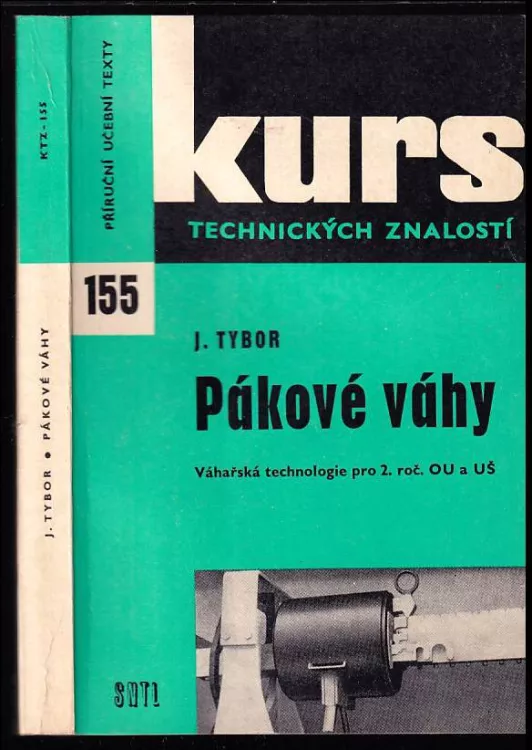 KTZ-155
J. TYBOR • PÁKOVÉ VÁHY
PŘÍRUČNÍ UČEBNÍ TEXTY
kurs
TECHNICKÝCH ZNALOSTÍ
155
J. TYBOR
Pákové váhy
Váhařská technologie pro 2. roč. OU a UŠ
SNTL